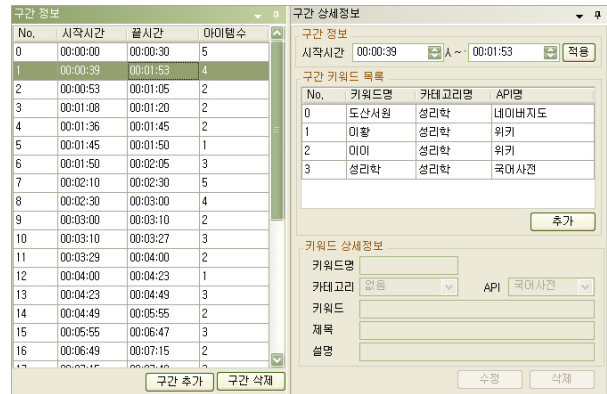 구간 정보
No. 시작시간 끝시간 아이템수
0 00:00:00 00:00:30 5
1 00:00:39 00:01:53 4
2 00:00:53 00:01:05 2
3 00:01:08 00:01:20 2
4 00:01:36 00:01:45 2
5 00:01:45 00:01:50 1
6 00:01:50 00:02:05 3
7 00:02:10 00:02:30 5
8 00:02:30 00:03:00 4
9 00:03:00 00:03:10 2
10 00:03:10 00:03:27 3
11 00:03:29 00:04:00 2
12 00:04:00 00:04:23 1
13 00:04:23 00:04:49 3
14 00:04:49 00:05:55 2
15 00:05:55 00:06:47 3
16 00:06:49 00:07:15 2
구간 추가 구간 삭제
구간 상세정보
구간 정보
시작시간 00:00:39 ~ 00:01:53 적용
구간 키워드 목록
No. 키워드명 카테고리명 API명
0 도산서원 성리학 네이버지도
1 이황 성리학 위키
2 이이 성리학 위키
3 성리학 성리학 국어사전
추가
키워드 상세정보
키워드명
카테고리 없음 API 국어사전
키워드
제목
설명
수정 삭제